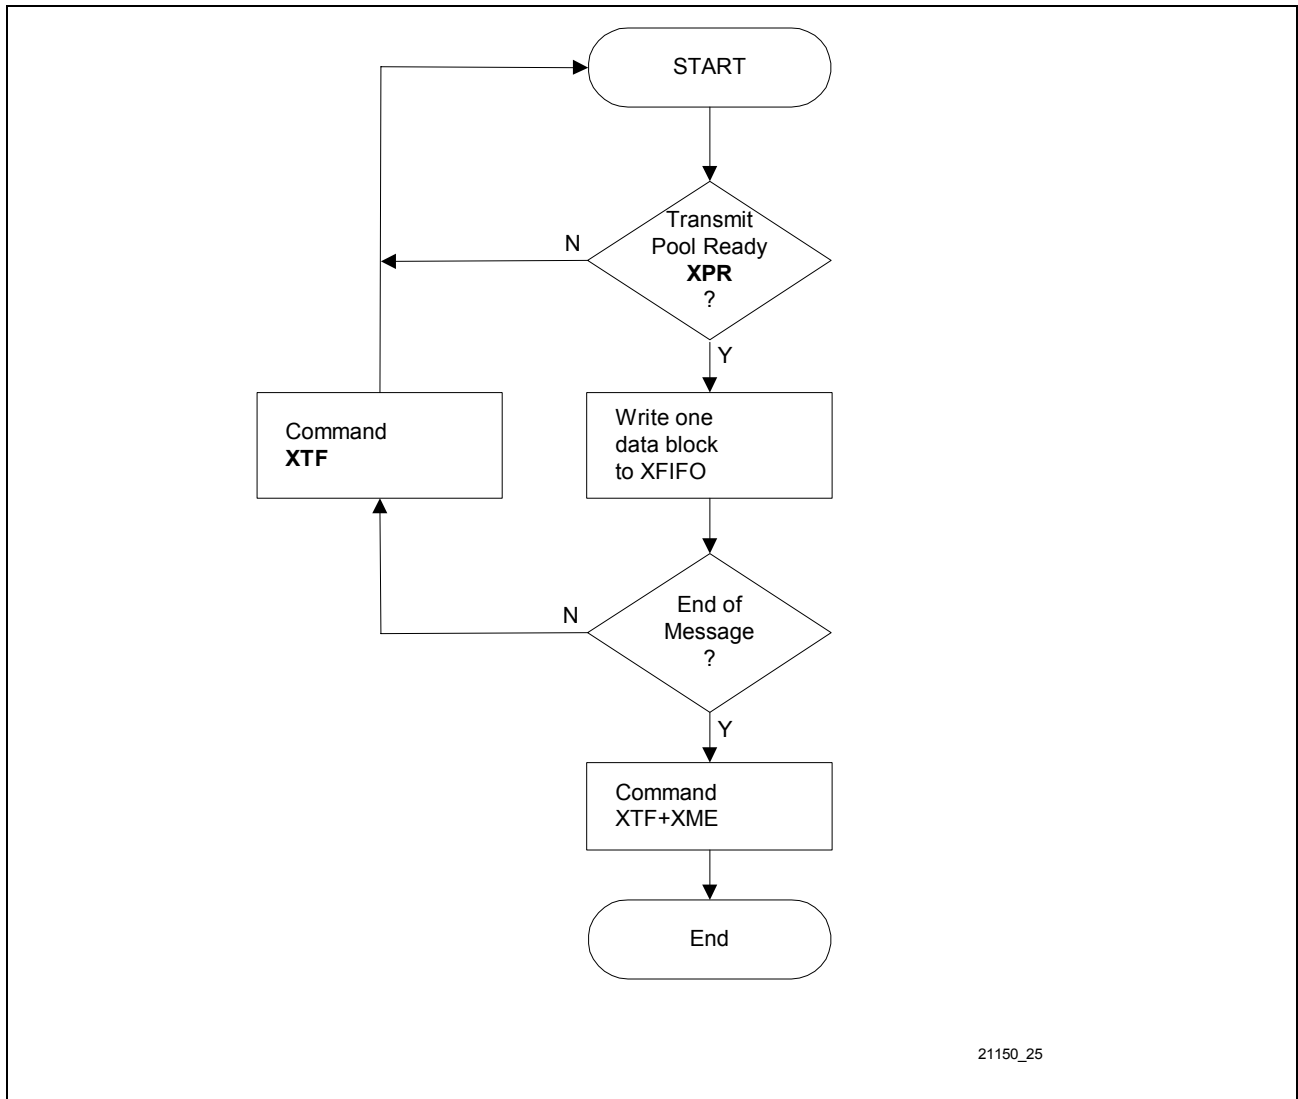 START
Transmit
Pool Ready
XPR
?
N
Y
Command
XTF
Write one
data block
to XFIFO
End of
Message
?
N
Y
Command
XTF+XME
End
21150_25